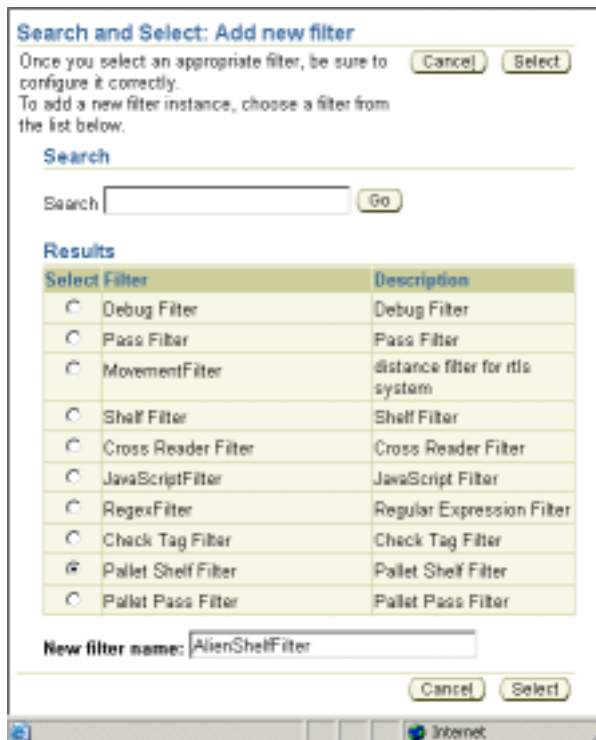 Search and Select: Add new filter
Once you select an appropriate filter, be sure to configure it correctly.
To add a new filter instance, choose a filter from the list below.
Cancel Select
Search
Search Go
Results
Select Filter Description
Debug Filter Debug Filter
Pass Filter Pass Filter
MovementFilter distance filter for rtls system
Shelf Filter Shelf Filter
Cross Reader Filter Cross Reader Filter
JavaScriptFilter JavaScript Filter
RegexFilter Regular Expression Filter
Check Tag Filter Check Tag Filter
Pallet Shelf Filter Pallet Shelf Filter
Pallet Pass Filter Pallet Pass Filter
New filter name: AlienShelfFilter
Cancel Select
Internet